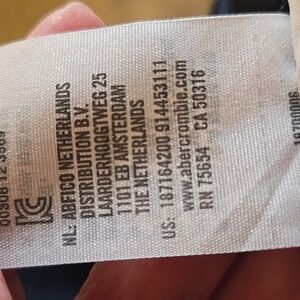 NL: ABFICO NETHERLANDS
DISTRIBUTION B.V.
LAARDERHOOGTWEG 25
1101 EB AMSTERDAM
THE NETHERLANDS
US: 187164200 914453111
www.abercrombie.com
RN 75654 CA 50316